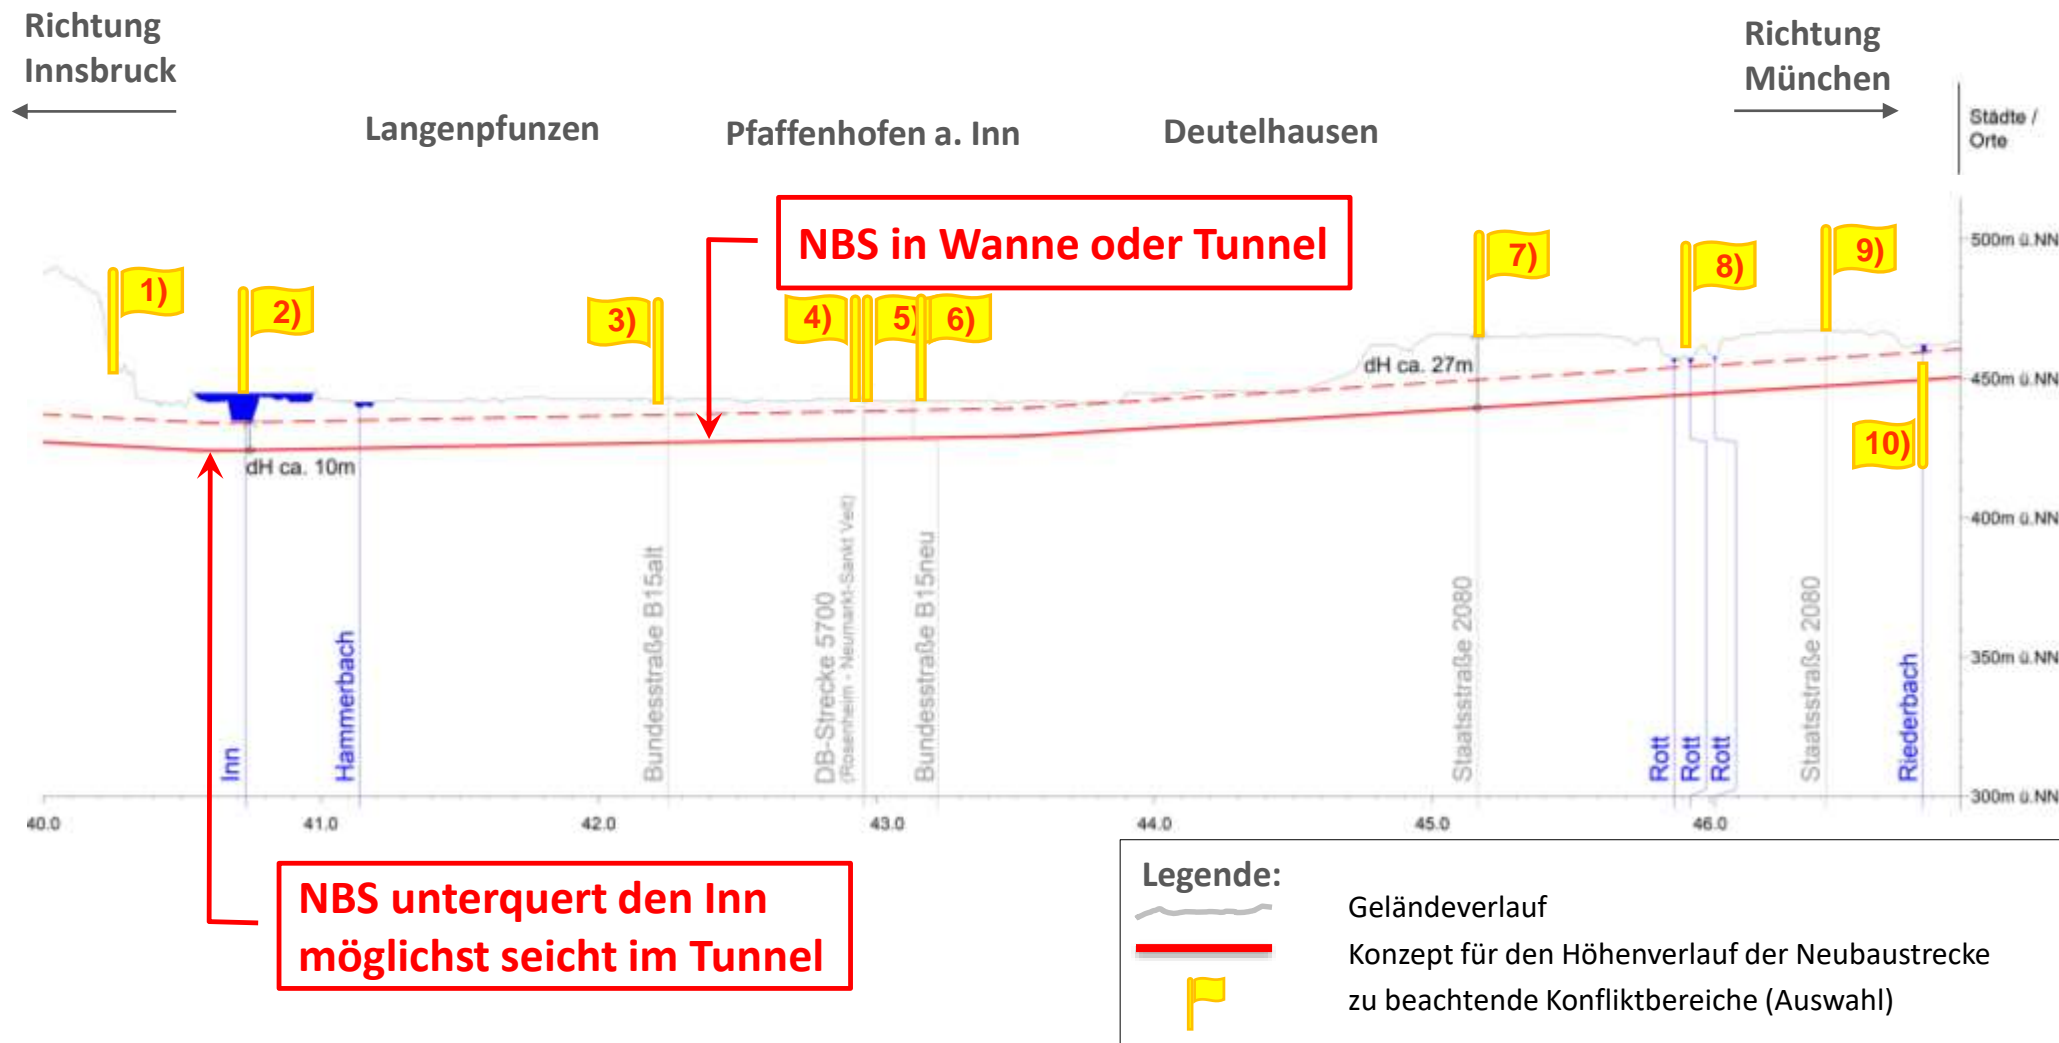 Richtung
Innsbruck
Richtung
München
Langenpfunzen
Pfaffenhofen a. Inn
Deutelhausen
Städte /
Orte
NBS in Wanne oder Tunnel
1)
2)
3)
4)
5)
6)
7)
8)
9)
10)
500m ü.NN
450m ü.NN
400m ü.NN
350m ü.NN
300m ü.NN
dH ca. 27m
dH ca. 10m
Inn
Hammerbach
Bundesstraße B15alt
DB-Strecke 5700
(Rosenheim - Neumarkt-Sankt Veit)
Bundesstraße B15neu
Staatsstraße 2080
Rott
Rott
Rott
Staatsstraße 2080
Riederbach
40.0
41.0
42.0
43.0
44.0
45.0
46.0
NBS unterquert den Inn
möglichst seicht im Tunnel
Legende:
Geländeverlauf
Konzept für den Höhenverlauf der Neubaustrecke
zu beachtende Konfliktbereiche (Auswahl)